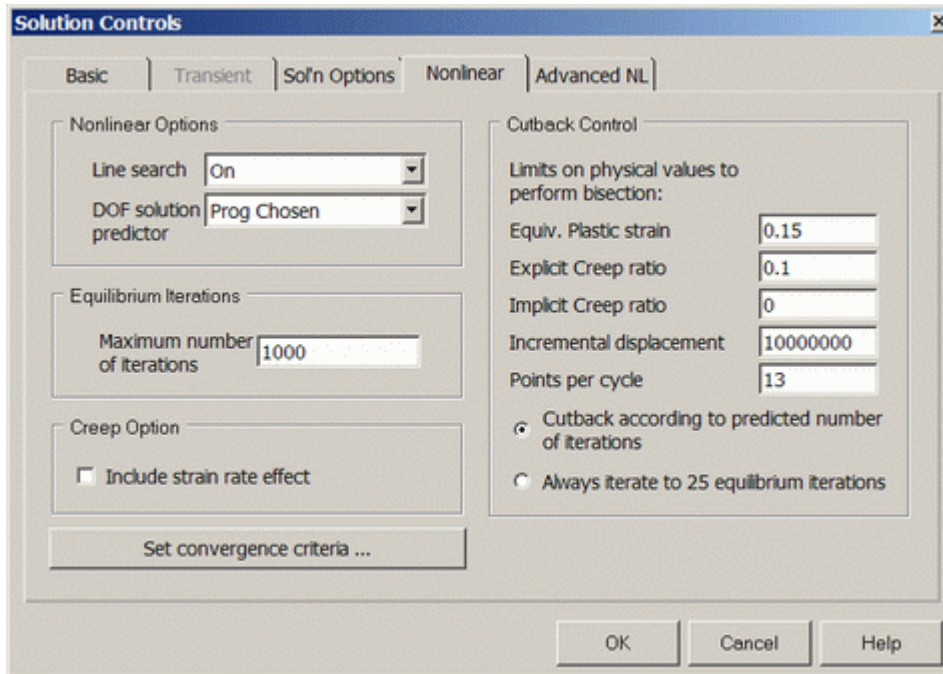 Solution Controls
Basic
Transient
Sol'n Options
Nonlinear
Advanced NL
Nonlinear Options
Line search
On
DOF solution
predictor
Prog Chosen
Equilibrium Iterations
Maximum number
of iterations
1000
Creep Option
Include strain rate effect
Set convergence criteria ...
Cutback Control
Limits on physical values to
perform bisection:
Equiv. Plastic strain
0.15
Explicit Creep ratio
0.1
Implicit Creep ratio
0
Incremental displacement
10000000
Points per cycle
13
Cutback according to predicted number
of iterations
Always iterate to 25 equilibrium iterations
OK
Cancel
Help